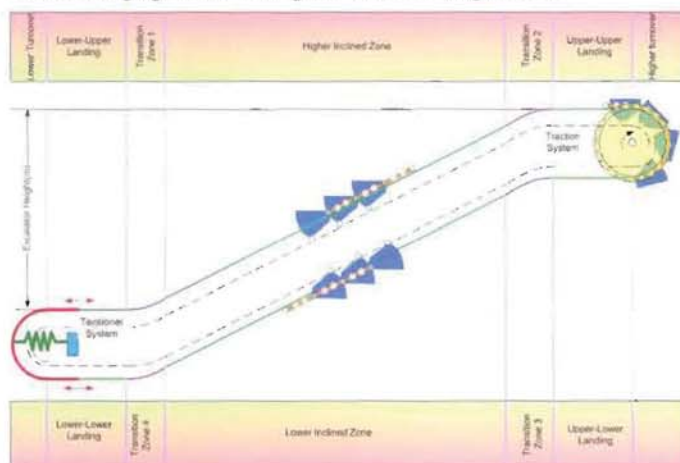 Lower Turnover
Lower-Upper
Landing
Transition
Zone 1
Higher Inclined Zone
Transition
Zone 2
Upper-Upper
Landing
Higher turnover
Traction
System
Tensioner
System
Lower-Lower
Landing
Transition
Zone 4
Lower Inclined Zone
Transition
Zone 3
Upper-Lower
Landing